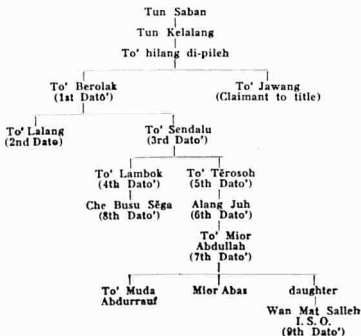 Tun Saban
Tun Kelalang
To' hilang di-pileh
To' Berolak To' Jawang
(1st Dato') (Claimant to title)
To' Lalang To' Sendalu
(2nd Dato) (3rd Dato')
To' Lambok To' Tĕrosoh
(4th Dato') (5th Dato')
Che Busu Sĕga Alang Juh
(8th Dato') (6th Dato')
To' Mior
Abdullah
(7th Dato')
To' Muda Mior Abas daughter
Abdurrauf
Wan Mat Salleh
I. S. O.
(9th Dato')